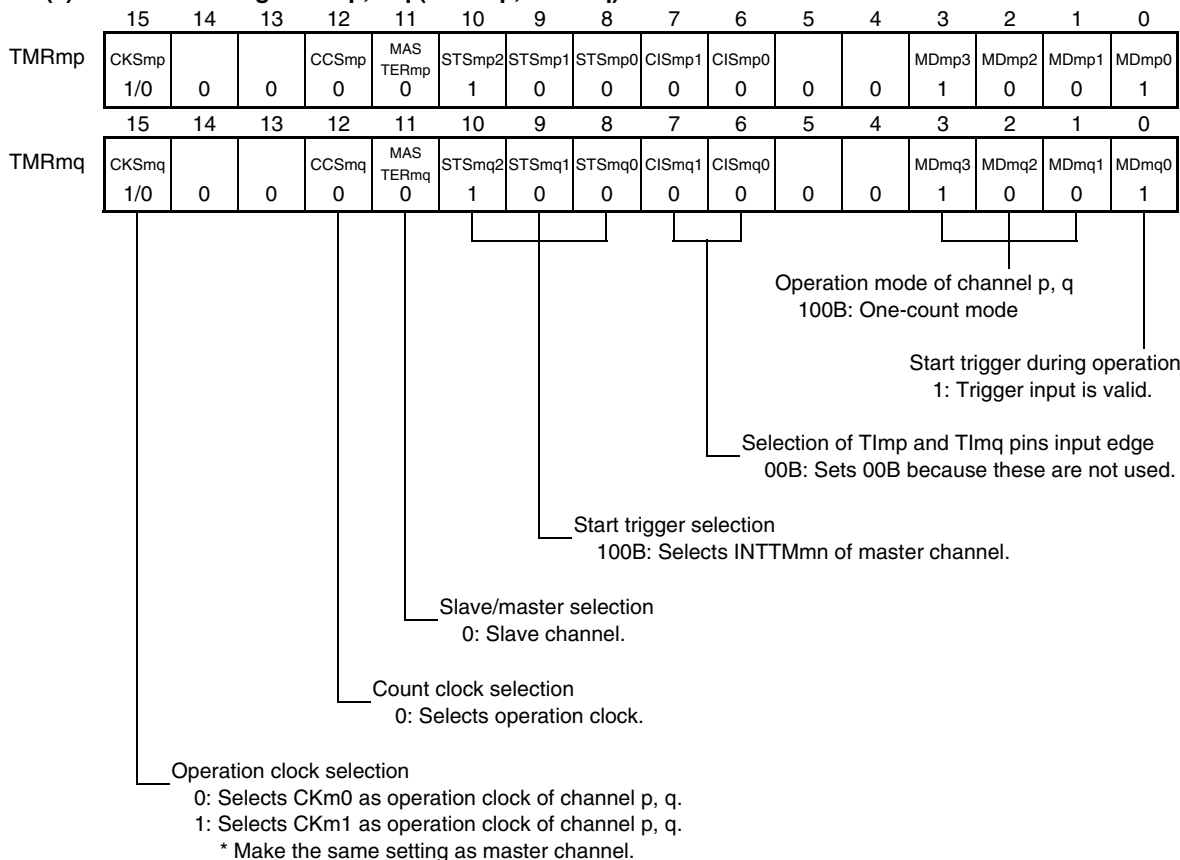 15 14 13 12 11 10 9 8 7 6 5 4 3 2 1 0
TMRmp CKSmp CCSmp MAS TERmp STSmp2 STSmp1 STSmp0 CISmp1 CISmp0 MDmp3 MDmp2 MDmp1 MDmp0
1/0 0 0 0 0 1 0 0 0 0 0 0 1 0 0 1
15 14 13 12 11 10 9 8 7 6 5 4 3 2 1 0
TMRmq CKSmq CCSmq MAS TERmq STSmq2 STSmq1 STSmq0 CISmq1 CISmq0 MDmq3 MDmq2 MDmq1 MDmq0
1/0 0 0 0 0 1 0 0 0 0 0 0 1 0 0 1
Operation mode of channel p, q
100B: One-count mode
Start trigger during operation
1: Trigger input is valid.
Selection of TImp and TImq pins input edge
00B: Sets 00B because these are not used.
Start trigger selection
100B: Selects INTTMmn of master channel.
Slave/master selection
0: Slave channel.
Count clock selection
0: Selects operation clock.
Operation clock selection
0: Selects CKm0 as operation clock of channel p, q.
1: Selects CKm1 as operation clock of channel p, q.
* Make the same setting as master channel.